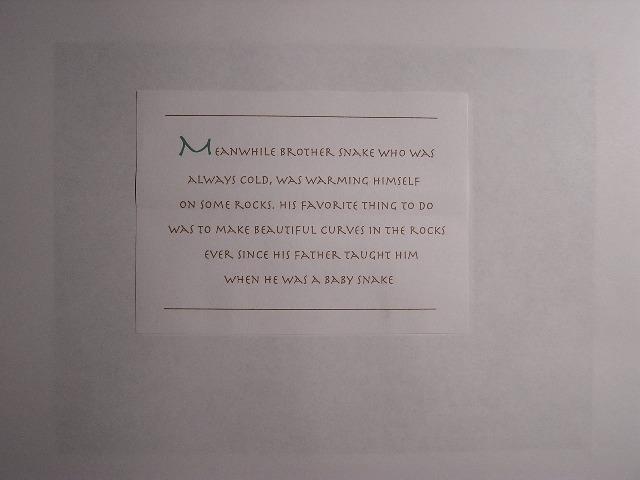 Meanwhile brother snake who was
always cold, was warming himself
on some rocks. His favorite thing to do
was to make beautiful curves in the rocks
ever since his father taught him
when he was a baby snake